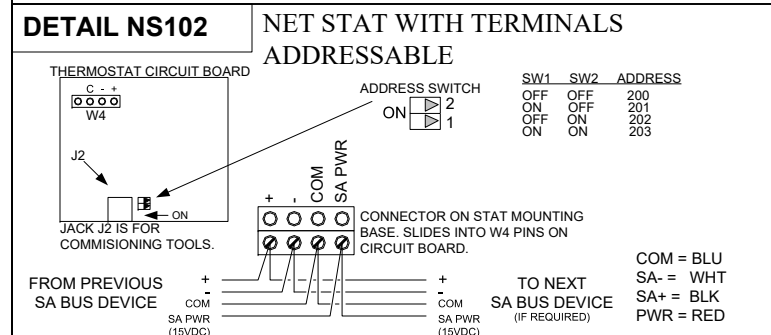 DETAIL NS102
NET STAT WITH TERMINALS
ADDRESSABLE
THERMOSTAT CIRCUIT BOARD
C - +
W4
J2
ON
JACK J2 IS FOR
COMMISIONING TOOLS.
ADDRESS SWITCH
ON
2
1
SW1 SW2 ADDRESS
OFF OFF 200
ON OFF 201
OFF ON 202
ON ON 203
+ - COM SA PWR
CONNECTOR ON STAT MOUNTING
BASE. SLIDES INTO W4 PINS ON
CIRCUIT BOARD.
FROM PREVIOUS
SA BUS DEVICE
+
-
COM
SA PWR
(15VDC)
+
-
COM
SA PWR
(15VDC)
TO NEXT
SA BUS DEVICE
(IF REQUIRED)
COM = BLU
SA- = WHT
SA+ = BLK
PWR = RED